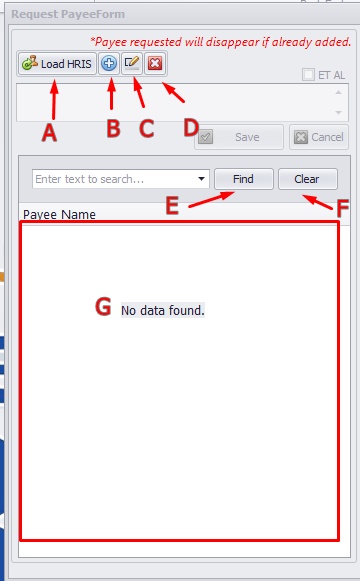 Request PayeeForm
*Payee requested will disappear if already added.
Load HRIS
ET AL
A
B
C
D
Save
Cancel
Enter text to search...
Find
Clear
E
F
Payee Name
G
No data found.